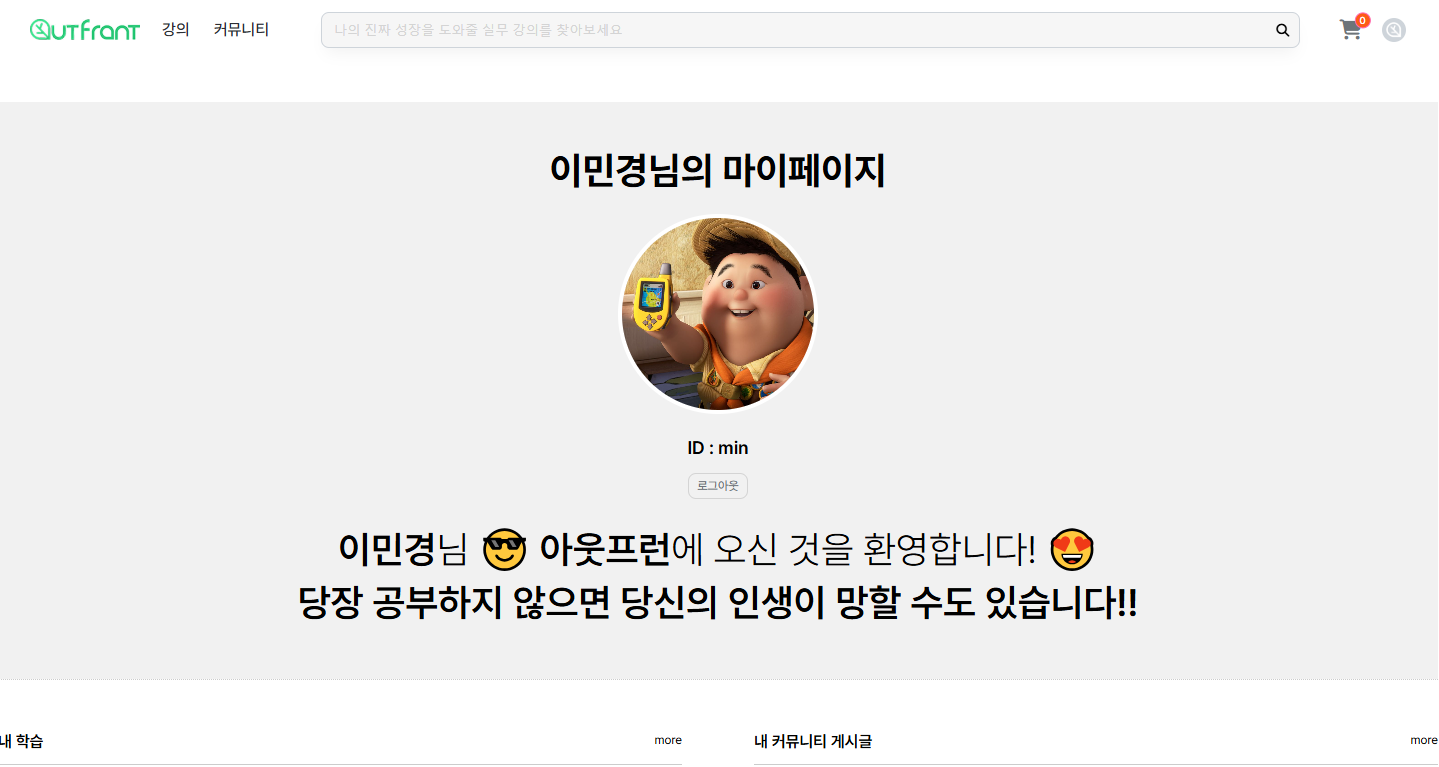 OUTFRANT 강의 커뮤니티 나의 진짜 성장을 도와줄 실무 강의를 찾아보세요 0
이민경님의 마이페이지
ID : min
로그아웃
이민경님 😎 아웃프런에 오신 것을 환영합니다! 😍
당장 공부하지 않으면 당신의 인생이 망할 수도 있습니다!!
내 학습 more 내 커뮤니티 게시글 more